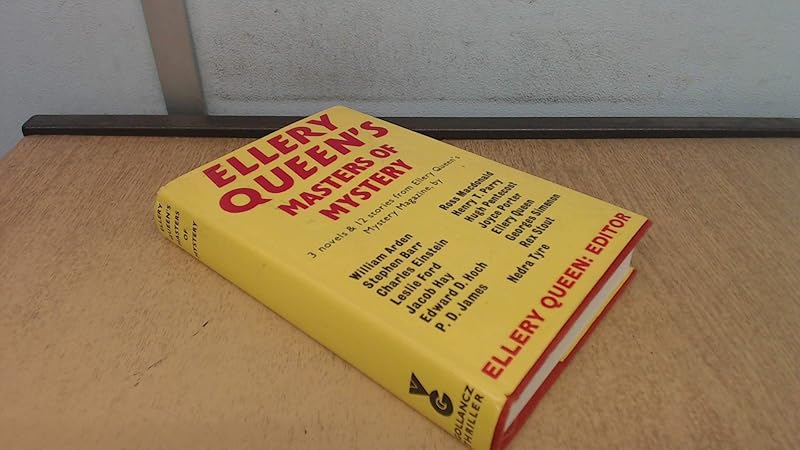 ELLERY
QUEEN'S
MASTERS OF
MYSTERY
3 novels & 12 stories from Ellery Queen's
Mystery Magazine, by
William Arden
Stephen Barr
Charles Einstein
Leslie Ford
Jacob Hay
Edward D. Hoch
P. D. James
Ross Macdonald
Henry T. Parry
Hugh Pentecost
Joyce Porter
Ellery Queen
Georges Simenon
Rex Stout
Nedra Tyre
ELLERY QUEEN: EDITOR
ELLERY
QUEEN'S
MASTERS
OF
MYSTERY
VG
GOLLANCZ
THRILLER